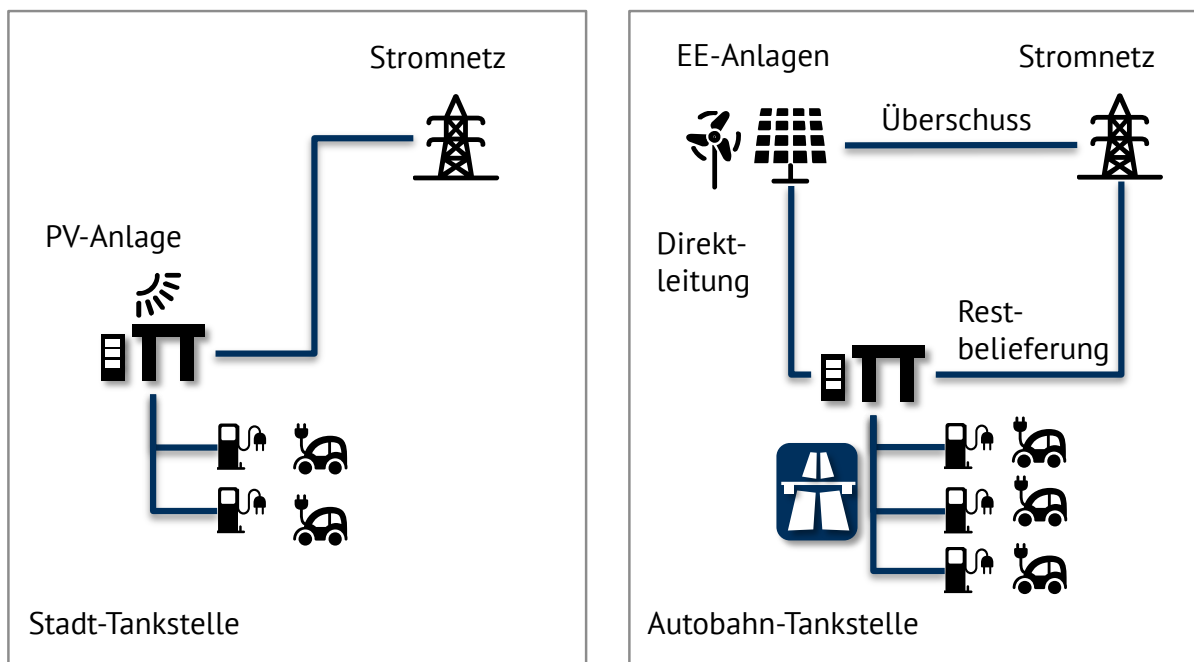 Stromnetz
PV-Anlage
Stadt-Tankstelle
EE-Anlagen
Stromnetz
Überschuss
Direkt-
leitung
Rest-
belieferung
Autobahn-Tankstelle